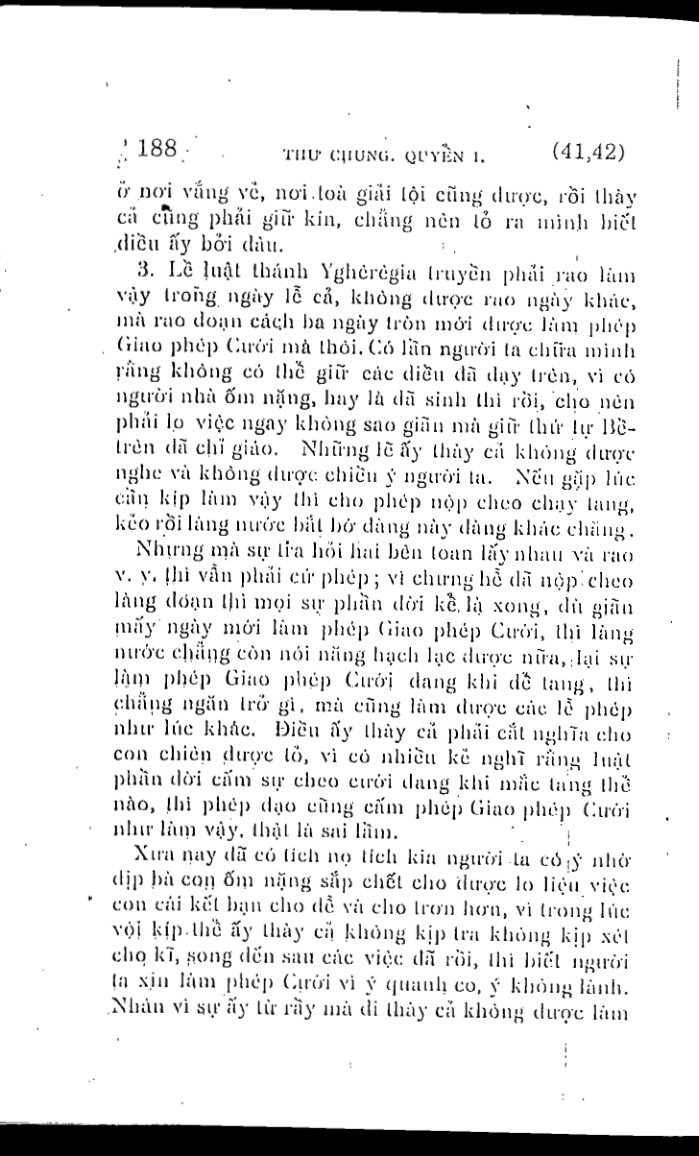 188 THƯ CHUNG. QUYỂN I. (41,42)
ở nơi vắng vẻ, nơi toà giải tội cũng được, rồi thày
cả cũng phải giữ kín, chẳng nên tỏ ra mình biết
điều ấy bởi đâu.
3. Lề luật thánh Ygherêgia truyền phải rao làm
vậy trong ngày lễ cả, không được rao ngày khác,
mà rao đoạn cách ba ngày tròn mới được làm phép
Giao phép Cưới mà thôi. Có lần người ta chữa mình
rằng không có thể giữ các điều đã dạy trên, vì có
người nhà ốm nặng, hay là đã sinh thì rồi, cho nên
phải lo việc ngay không sao giãn mà giữ thứ tự Bề-
trên đã chỉ giáo. Những lẽ ấy thày cả không được
nghe và không được chiều ý người ta. Nếu gặp lúc
cần kíp làm vậy thì cho phép nộp cheo chạy tang,
kẻo rồi làng nước bắt bớ đàng này đàng khác chăng.
Nhưng mà sự tra hỏi hai bên toan lấy nhau và rao
v. v. thì vẫn phải cứ phép; vì chưng hễ đã nộp cheo
làng đoạn thì mọi sự phần đời kể là xong, dù giãn
mấy ngày mới làm phép Giao phép Cưới, thì làng
nước chẳng còn nói năng hạch lạc được nữa, lại sự
làm phép Giao phép Cưới đang khi để tang, thì
chẳng ngăn trở gì, mà cũng làm được các lễ phép
như lúc khác. Điều ấy thày cả phải cắt nghĩa cho
con chiên được tỏ, vì có nhiều kẻ nghĩ rằng luật
phần đời cấm sự cheo cưới đang khi mắc tang thể
nào, thì phép đạo cũng cấm phép Giao phép Cưới
như làm vậy, thật là sai lầm.
Xưa nay đã có tích nọ tích kia người ta có ý nhờ
dịp bà con ốm nặng sắp chết cho được lo liệu việc
con cái kết bạn cho dễ và cho trơn hơn, vì trong lúc
vội kíp thể ấy thày cả không kịp tra không kịp xét
cho kĩ, song đến sau các việc đã rồi, thì biết người
ta xin làm phép Cưới vì ý quanh co, ý không lành.
Nhân vì sự ấy từ rầy mà đi thày cả không được làm